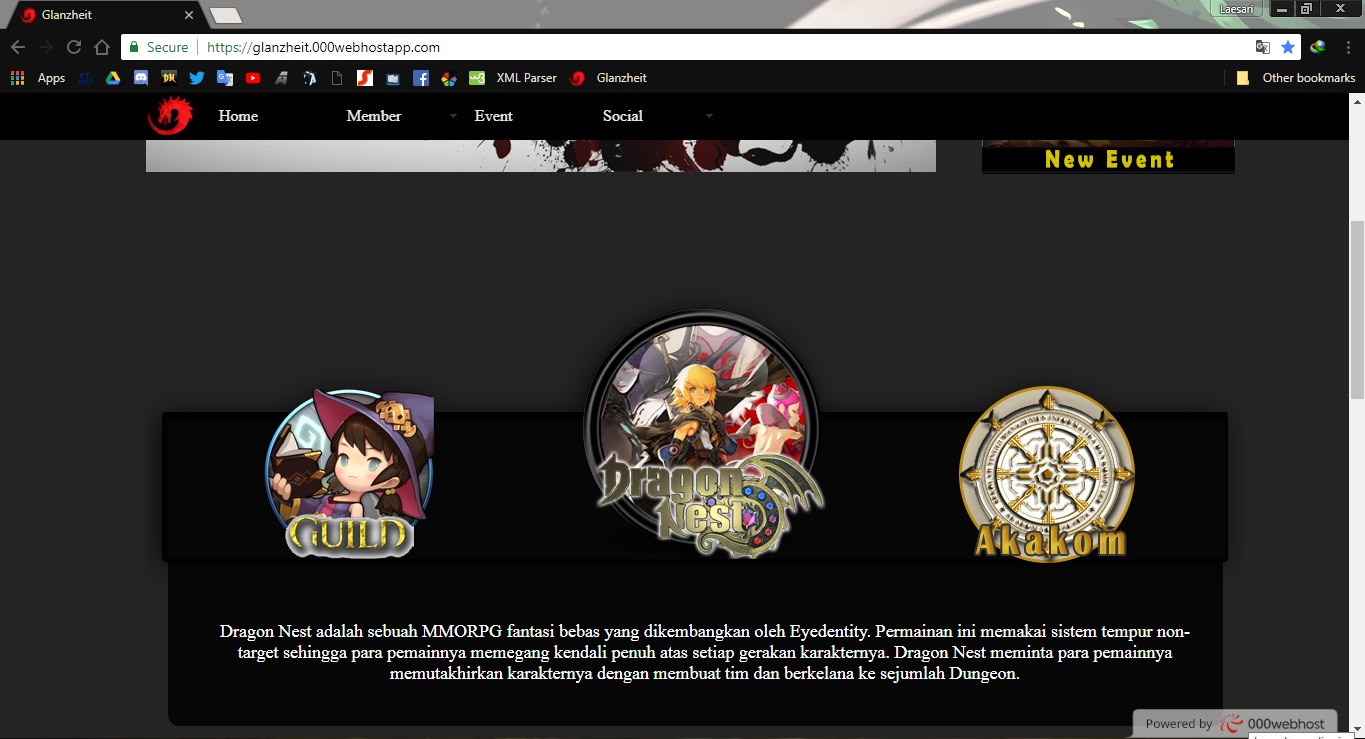 Glanzheit
Laesari
Secure
https://glanzheit.000webhostapp.com
Apps
XML Parser
Glanzheit
Other bookmarks
Home
Member
Event
Social
New Event
GUILD
Dragon
Nest
Akakom
Dragon Nest adalah sebuah MMORPG fantasi bebas yang dikembangkan oleh Eyedentity. Permainan ini memakai sistem tempur non-
target sehingga para pemainnya memegang kendali penuh atas setiap gerakan karakternya. Dragon Nest meminta para pemainnya
memutakhirkan karakternya dengan membuat tim dan berkelana ke sejumlah Dungeon.
Powered by 000webhost